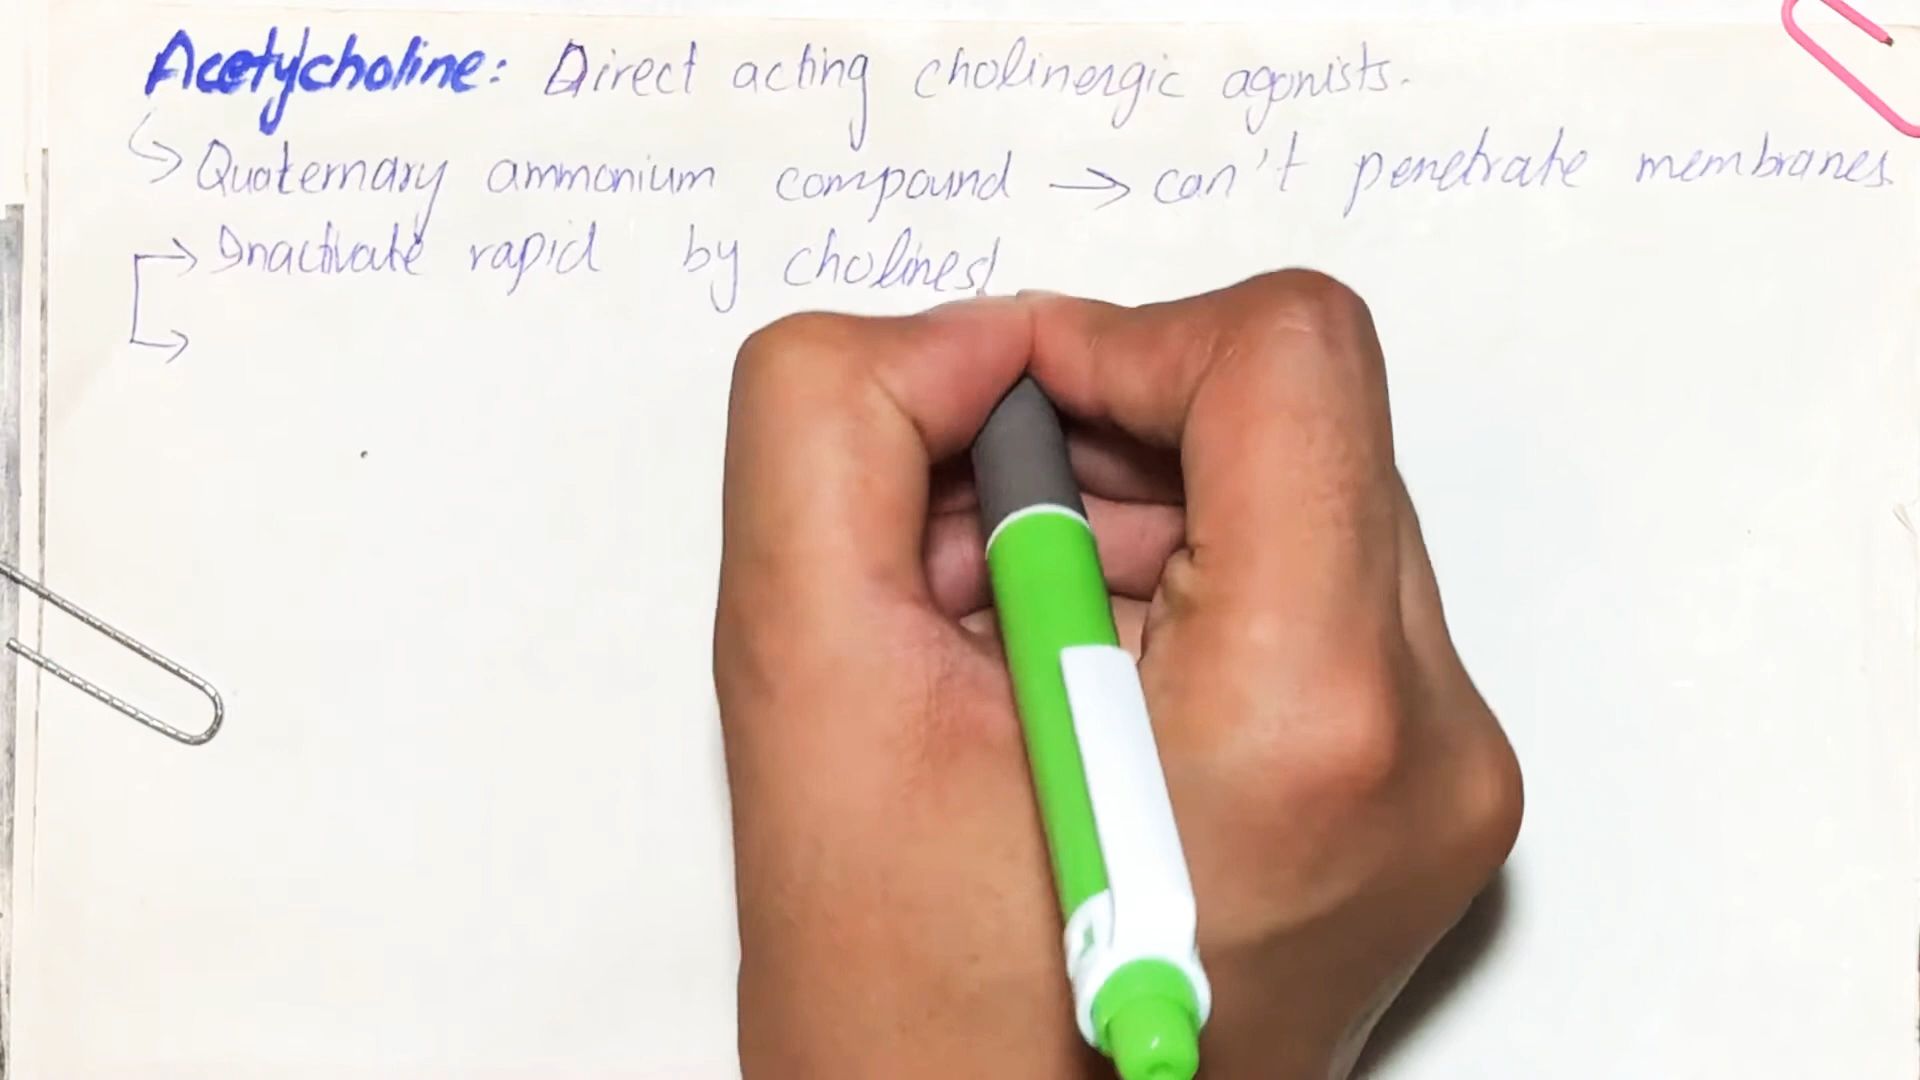 Acetylcholine: Direct acting cholinergic agonists.
↳ Quaternary ammonium compound → can't penetrate membranes
→ Inactivate rapid by cholinest
→